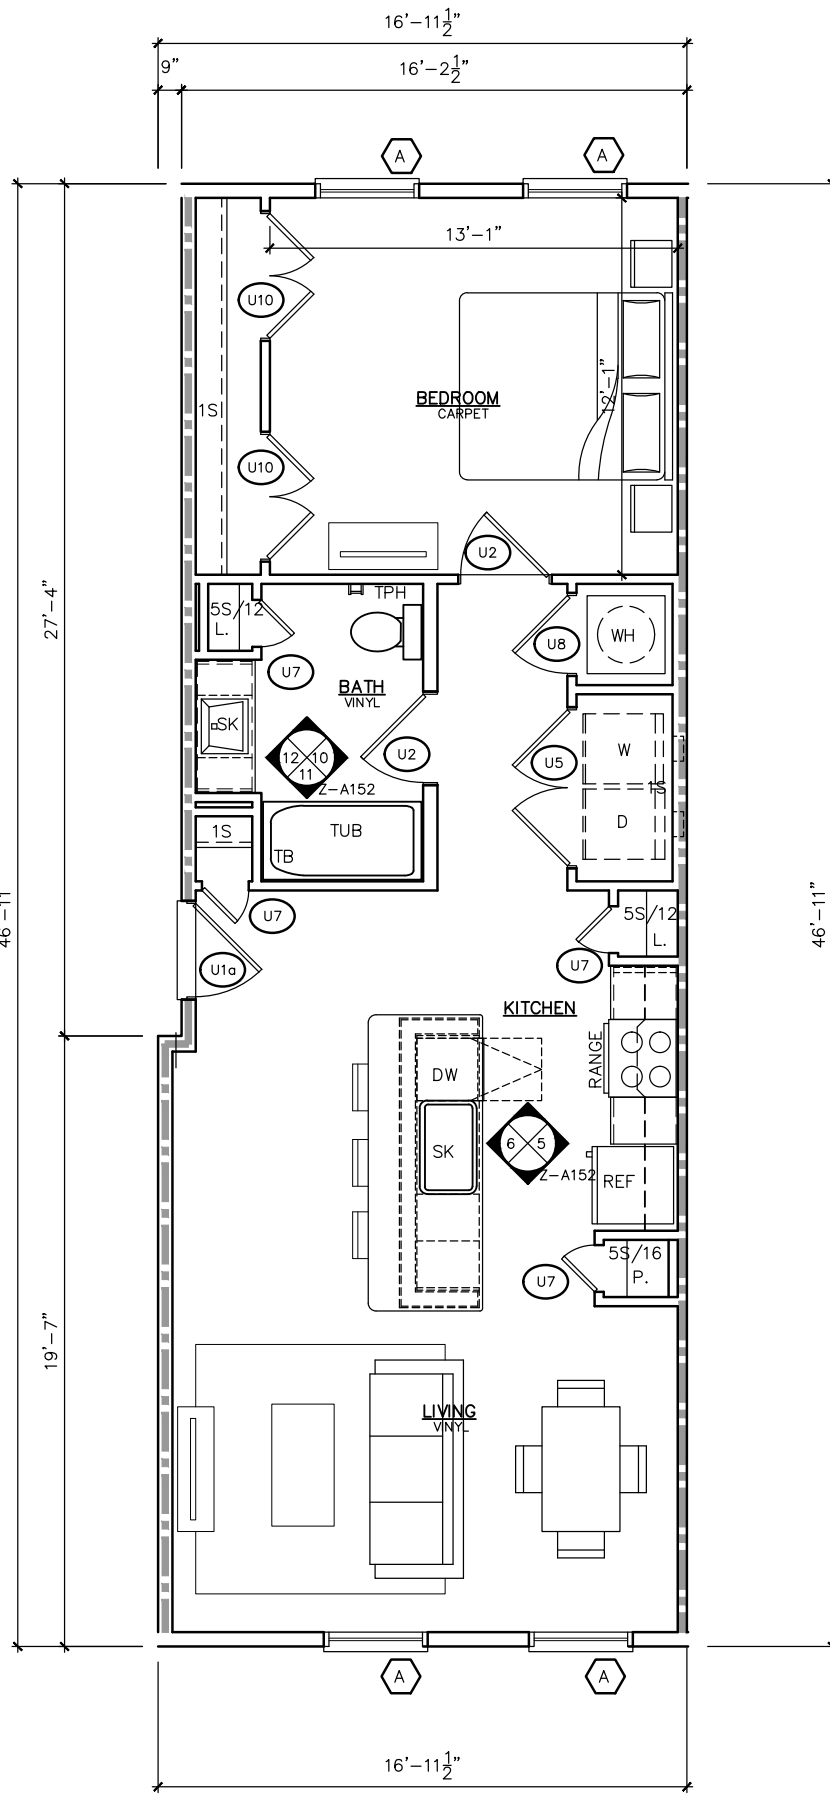 16'-11½"
9"
16'-2½"
A
A
13'-1"
U10
12'-1"
BEDROOM
CARPET
1S
U10
U2
27'-4"
5S/12
L.
TPH
U8
WH
U7
BATH
VINYL
SK
12
10
11
Z-A152
U2
U5
W
1S
D
1S
TUB
TB
U7
5S/12
L.
46'-11
46'-11"
U1a
U7
KITCHEN
RANGE
DW
SK
6
5
Z-A152
REF
5S/16
P.
U7
19'-7"
LIVING
VINYL
A
A
16'-11½"